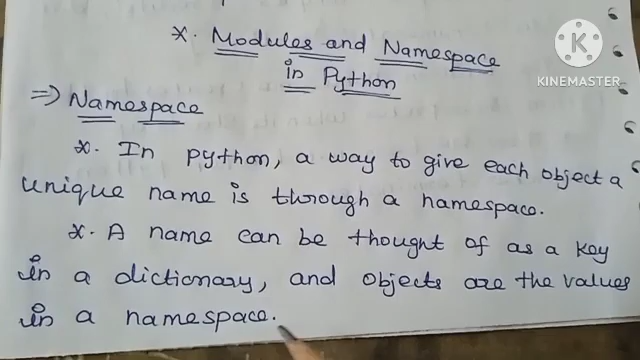 *. Modules and Namespace
in Python
K
KINEMASTER
=> Namespace
*. In python, a way to give each object a
unique name is through a namespace.
*. A name can be thought of as a key
in a dictionary, and objects are the values
in a namespace.